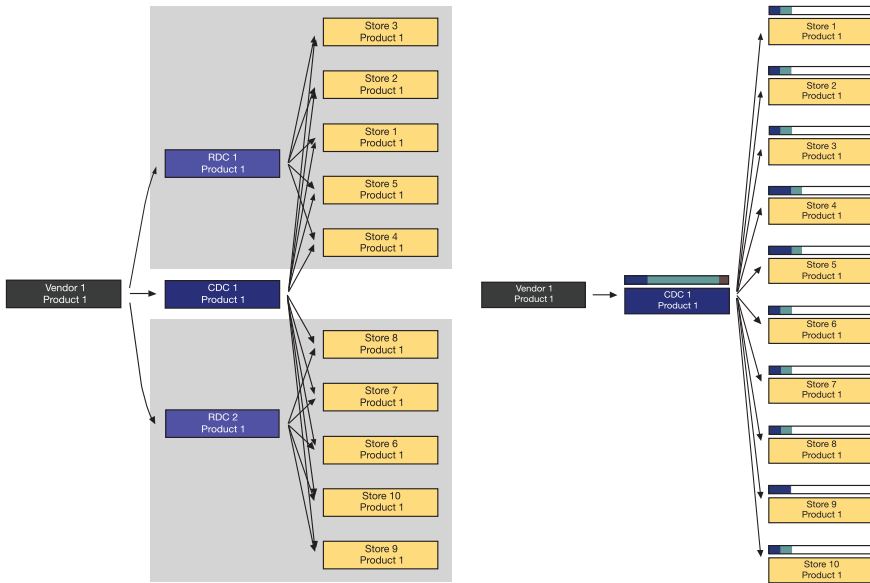 Vendor 1
Product 1
RDC 1
Product 1
CDC 1
Product 1
RDC 2
Product 1
Store 3
Product 1
Store 2
Product 1
Store 1
Product 1
Store 5
Product 1
Store 4
Product 1
Store 8
Product 1
Store 7
Product 1
Store 6
Product 1
Store 10
Product 1
Store 9
Product 1
Vendor 1
Product 1
CDC 1
Product 1
Store 1
Product 1
Store 2
Product 1
Store 3
Product 1
Store 4
Product 1
Store 5
Product 1
Store 6
Product 1
Store 7
Product 1
Store 8
Product 1
Store 9
Product 1
Store 10
Product 1